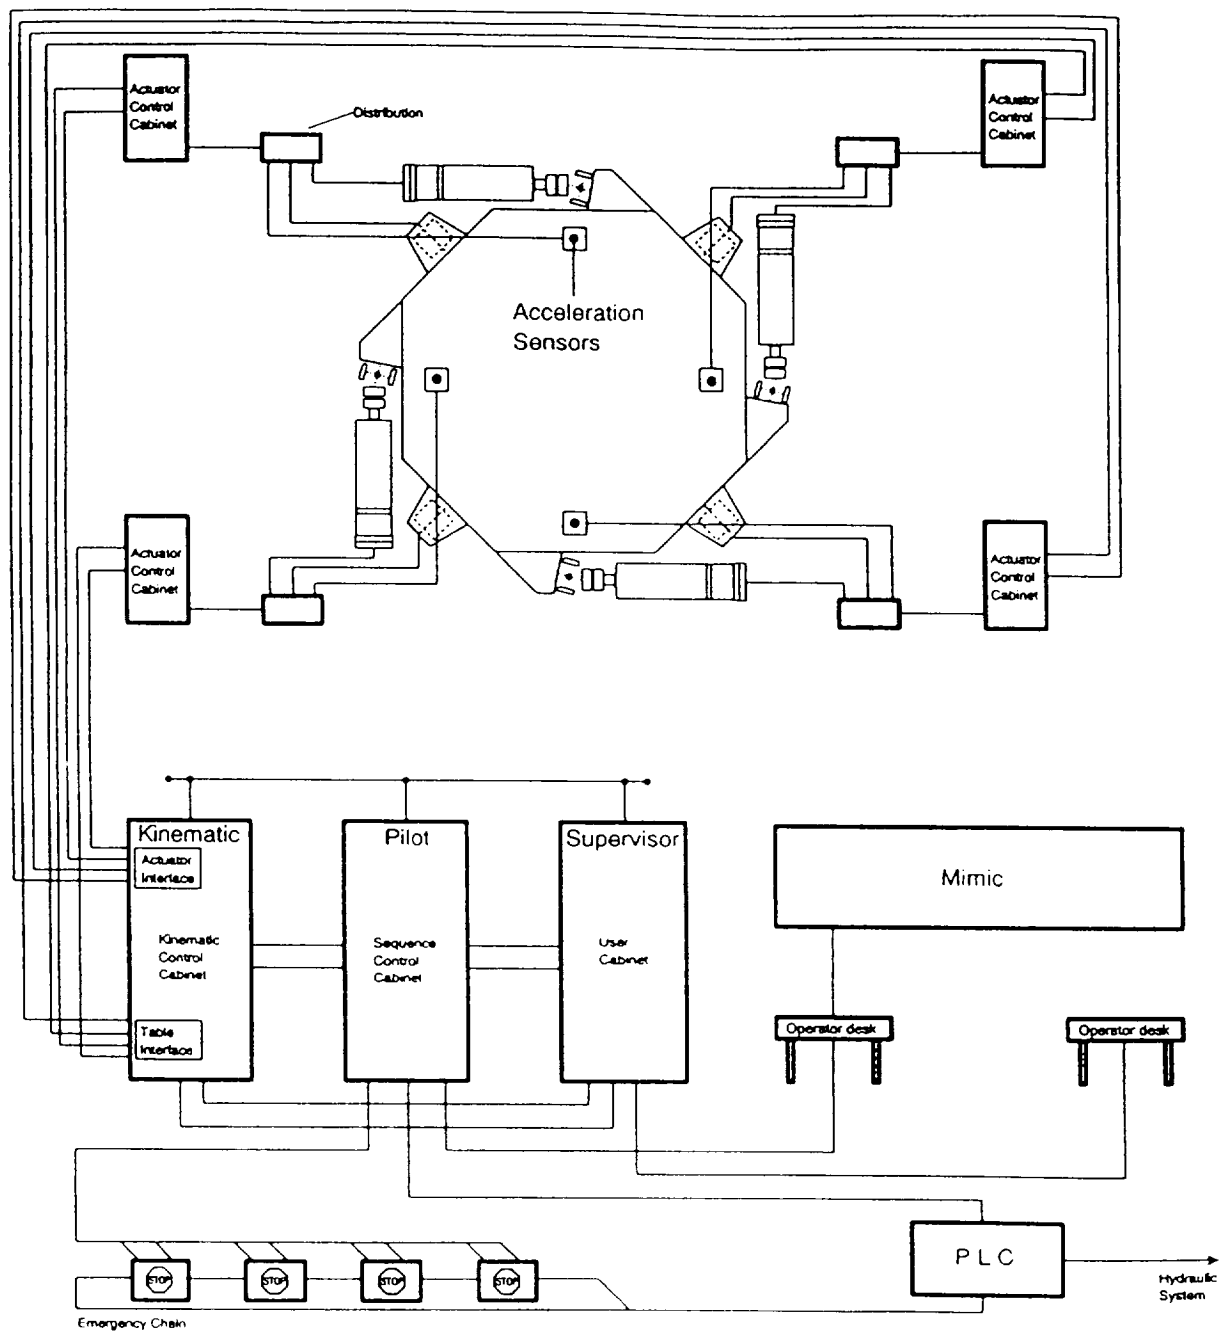 Actuator
Control
Cabinet
Distribution
Actuator
Control
Cabinet
Acceleration
Sensors
Actuator
Control
Cabinet
Actuator
Control
Cabinet
Kinematic
Actuator
Interface
Kinematic
Control
Cabinet
Table
Interface
Pilot
Sequence
Control
Cabinet
Supervisor
User
Cabinet
Mimic
Operator desk
Operator desk
PLC
Hydraulic
System
STOP
STOP
STOP
STOP
Emergency Chain